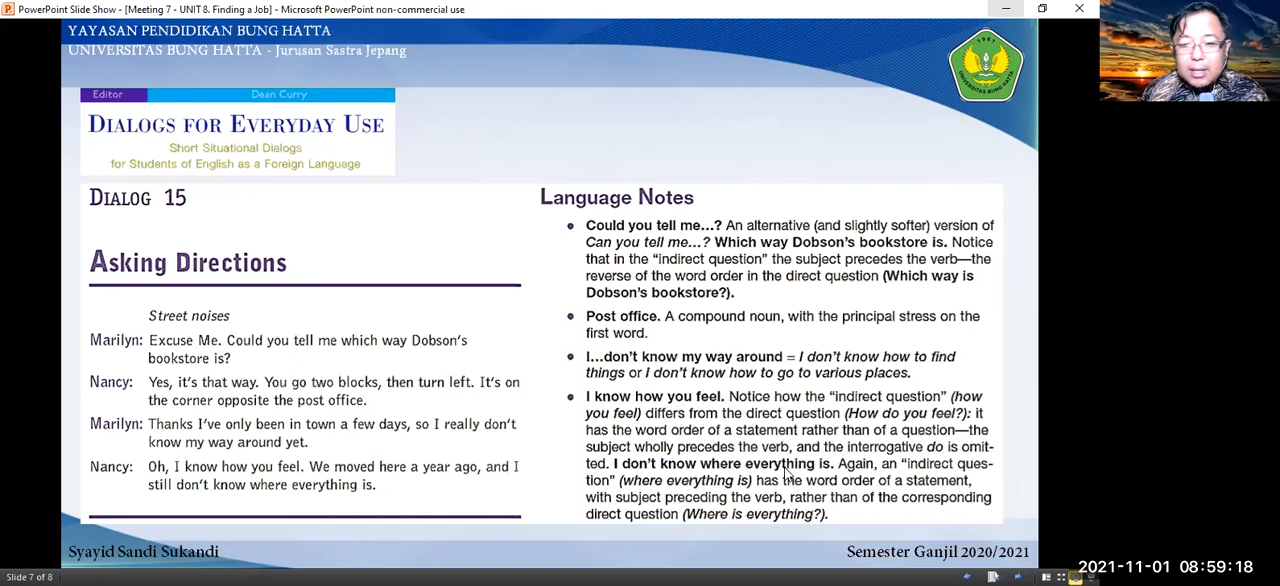 PowerPoint Slide Show - [Meeting 7 - UNIT 8. Finding a Job] - Microsoft PowerPoint non-commercial use
YAYASAN PENDIDIKAN BUNG HATTA
UNIVERSITAS BUNG HATTA - Jurusan Sastra Jepang
Editor
Dean Curry
DIALOGS FOR EVERYDAY USE
Short Situational Dialogs
for Students of English as a Foreign Language
DIALOG 15
Asking Directions
Street noises
Marilyn: Excuse Me. Could you tell me which way Dobson's
bookstore is?
Nancy: Yes, it's that way. You go two blocks, then turn left. It's on
the corner opposite the post office.
Marilyn: Thanks I've only been in town a few days, so I really don't
know my way around yet.
Nancy: Oh, I know how you feel. We moved here a year ago, and I
still don't know where everything is.
Language Notes
• Could you tell me...? An alternative (and slightly softer) version of
Can you tell me...? Which way Dobson's bookstore is. Notice
that in the “indirect question” the subject precedes the verb—the
reverse of the word order in the direct question (Which way is
Dobson's bookstore?).
• Post office. A compound noun, with the principal stress on the
first word.
• I...don't know my way around = I don't know how to find
things or I don't know how to go to various places.
• I know how you feel. Notice how the “indirect question” (how
you feel) differs from the direct question (How do you feel?): it
has the word order of a statement rather than of a question—the
subject wholly precedes the verb, and the interrogative do is omit-
ted. I don't know where everything is. Again, an “indirect ques-
tion” (where everything is) has the word order of a statement,
with subject preceding the verb, rather than of the corresponding
direct question (Where is everything?).
Syayid Sandi Sukandi
Semester Ganjil 2020/2021
2021-11-01 08:59:18
Slide 7 of 8